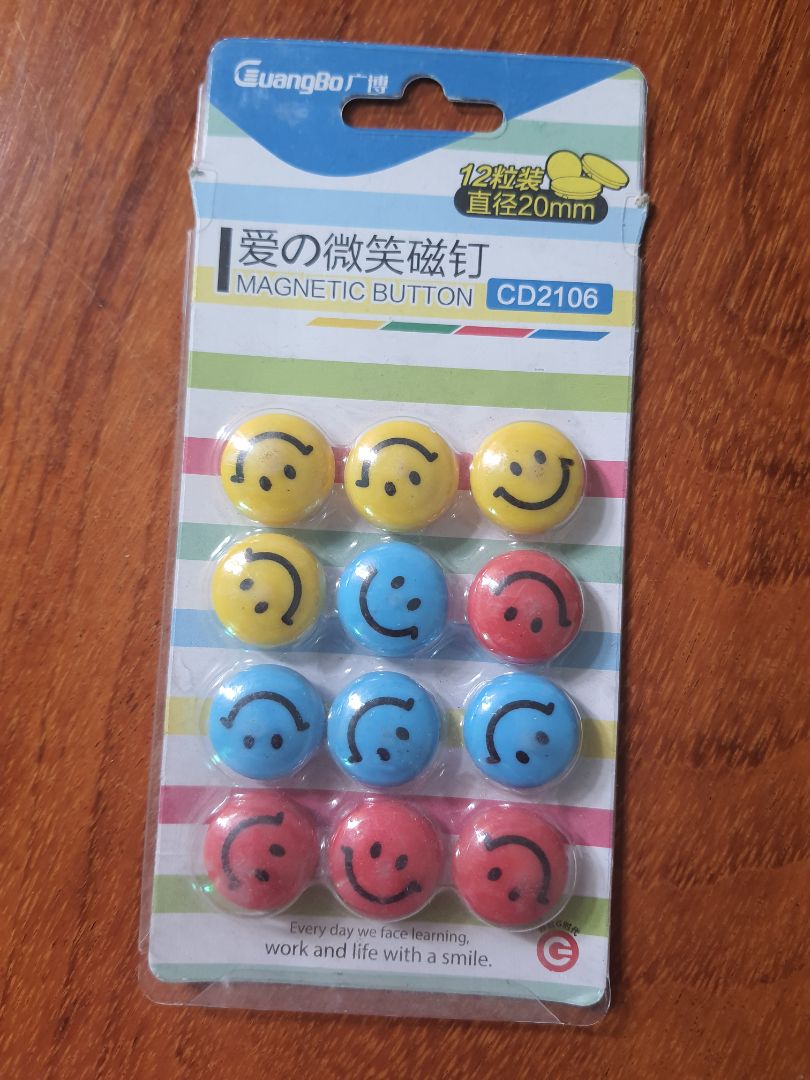 GuangBo广博
12粒装
直径20mm
爱の微笑磁钉
MAGNETIC BUTTON CD2106
Every day we face learning,
work and life with a smile.